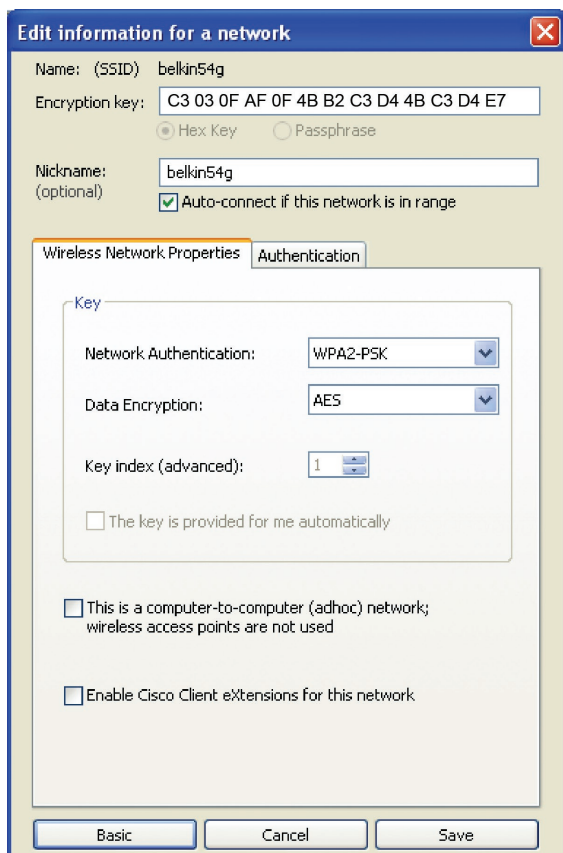 Edit information for a network
Name: (SSID) belkin54g
Encryption key: C3 03 0F AF 0F 4B B2 C3 D4 4B C3 D4 E7
Hex Key Passphrase
Nickname: belkin54g
(optional)
Auto-connect if this network is in range
Wireless Network Properties Authentication
Key
Network Authentication: WPA2-PSK
Data Encryption: AES
Key index (advanced): 1
The key is provided for me automatically
This is a computer-to-computer (adhoc) network;
wireless access points are not used
Enable Cisco Client eXtensions for this network
Basic Cancel Save